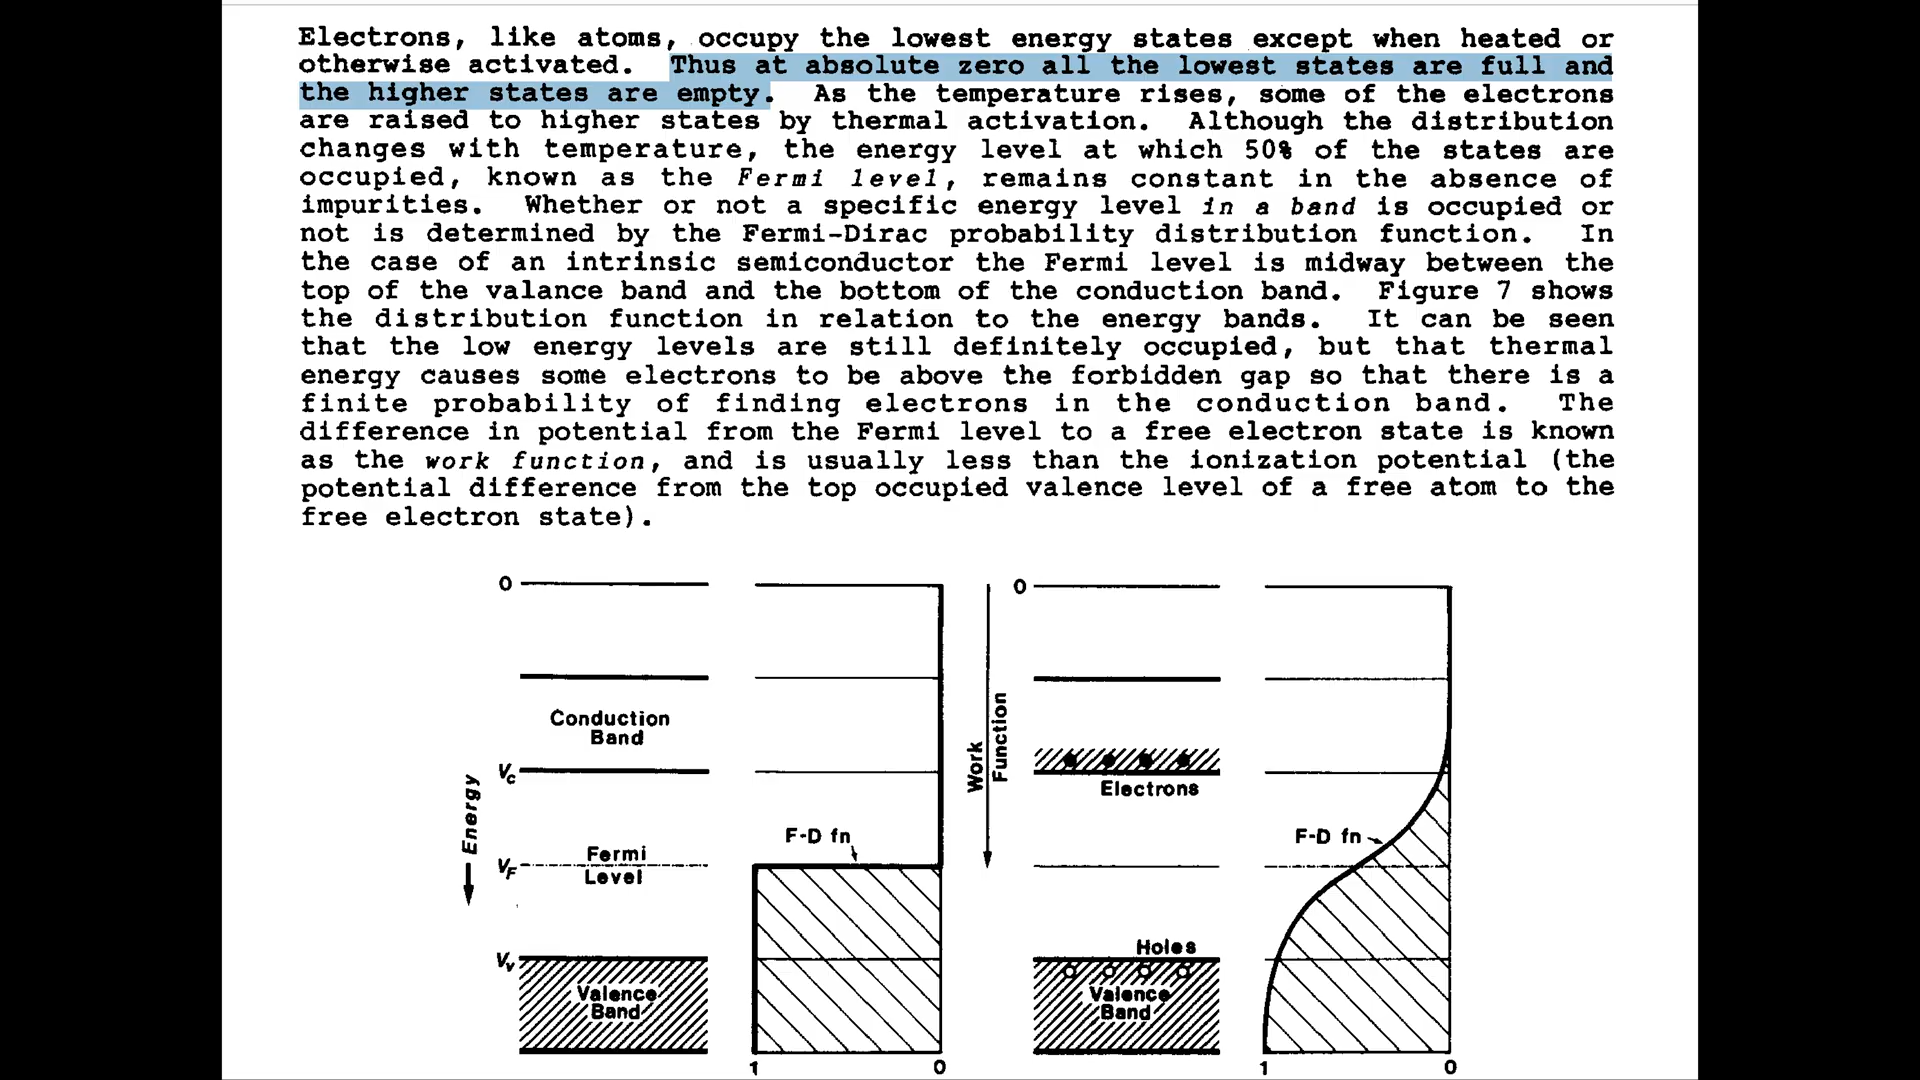 Electrons, like atoms, occupy the lowest energy states except when heated or
otherwise activated. Thus at absolute zero all the lowest states are full and
the higher states are empty. As the temperature rises, some of the electrons
are raised to higher states by thermal activation. Although the distribution
changes with temperature, the energy level at which 50% of the states are
occupied, known as the Fermi level, remains constant in the absence of
impurities. Whether or not a specific energy level in a band is occupied or
not is determined by the Fermi-Dirac probability distribution function. In
the case of an intrinsic semiconductor the Fermi level is midway between the
top of the valance band and the bottom of the conduction band. Figure 7 shows
the distribution function in relation to the energy bands. It can be seen
that the low energy levels are still definitely occupied, but that thermal
energy causes some electrons to be above the forbidden gap so that there is a
finite probability of finding electrons in the conduction band. The
difference in potential from the Fermi level to a free electron state is known
as the work function, and is usually less than the ionization potential (the
potential difference from the top occupied valence level of a free atom to the
free electron state).
0
Conduction
Band
Vc
Energy
F-D fn
VF
Fermi
Level
Vv
Valence
Band
1 0
Work
Function
0
Electrons
F-D fn
Holes
Valence
Band
1 0